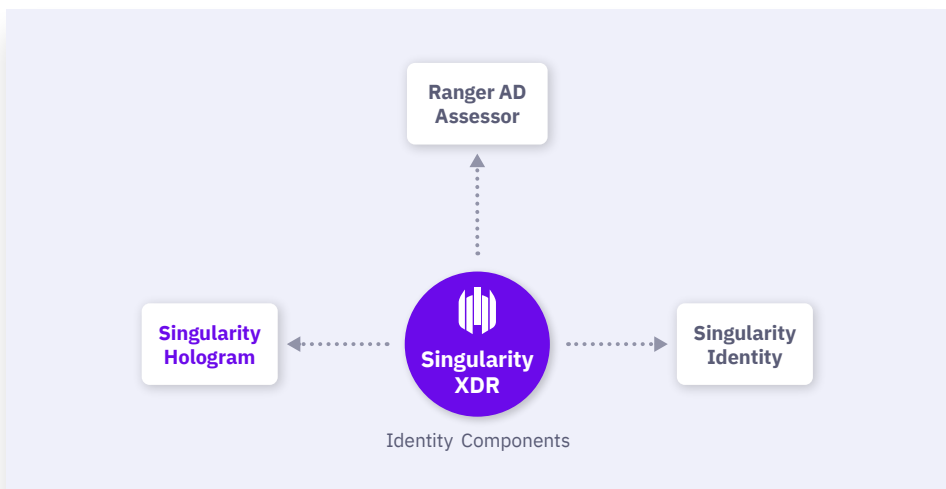 Ranger AD
Assessor
Singularity
Hologram
Singularity
XDR
Singularity
Identity
Identity Components